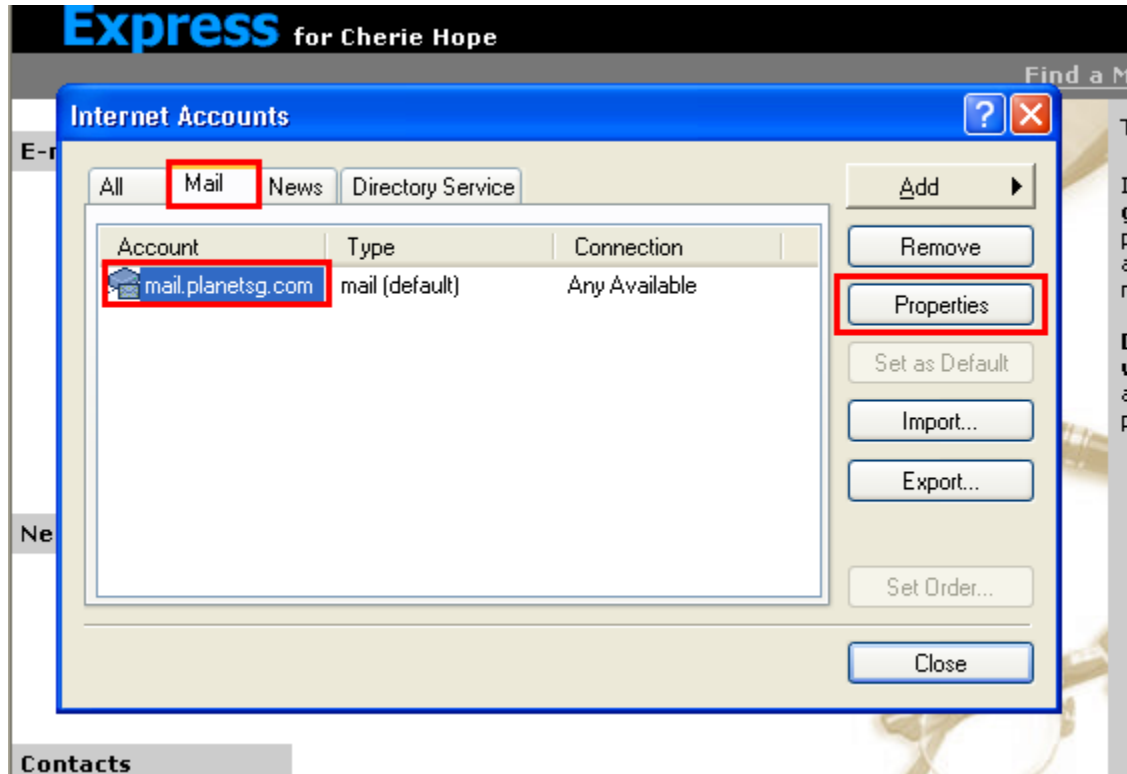 Express for Cherie Hope
Find a M
Internet Accounts
E-r
All Mail News Directory Service
Add
Account Type Connection
Remove
mail.planetsg.com mail (default) Any Available
Properties
Set as Default
Import...
Export...
Ne
Set Order...
Close
Contacts